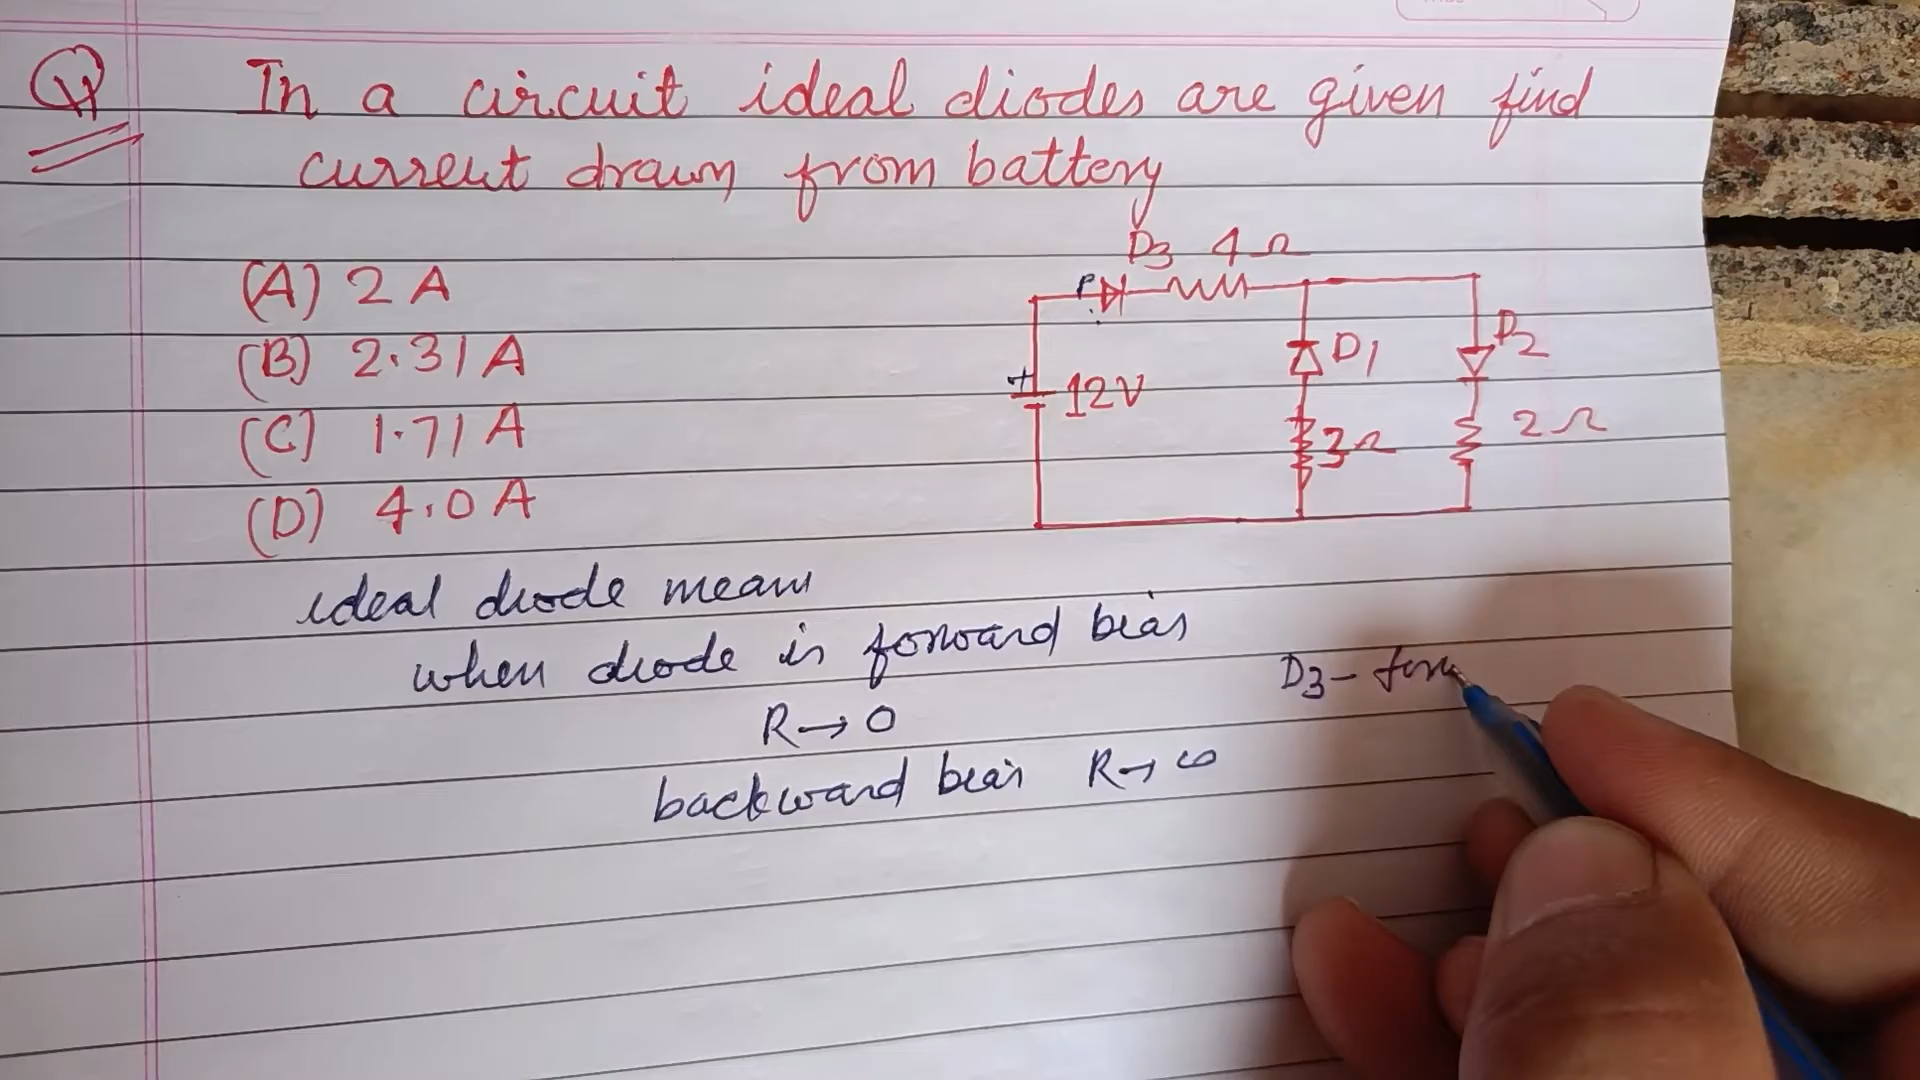 Q In a circuit ideal diodes are given find
current drawn from battery
(A) 2 A
(B) 2.31 A
(C) 1.71 A
(D) 4.0 A
D3 4Ω
P
+
12V
D1
D2
3Ω
2Ω
ideal diode mean
when diode is forward bias
R→0
backward bias R→∞
D3-